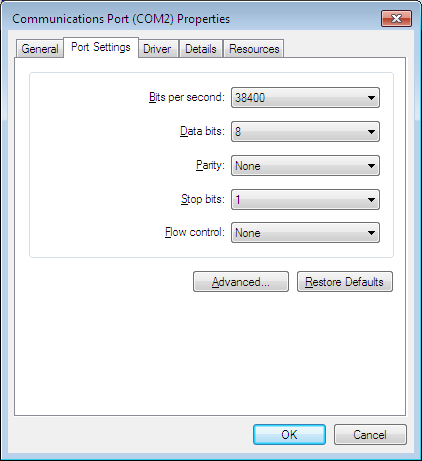 Communications Port (COM2) Properties
General Port Settings Driver Details Resources
Bits per second: 38400
Data bits: 8
Parity: None
Stop bits: 1
Flow control: None
Advanced... Restore Defaults
OK Cancel